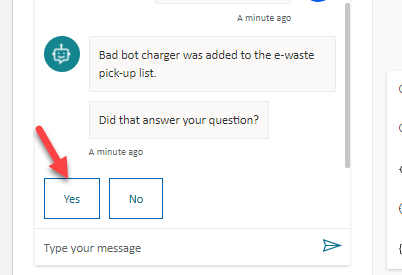 A minute ago
Bad bot charger was added to the e-waste
pick-up list.
Did that answer your question?
A minute ago
Yes No
Type your message